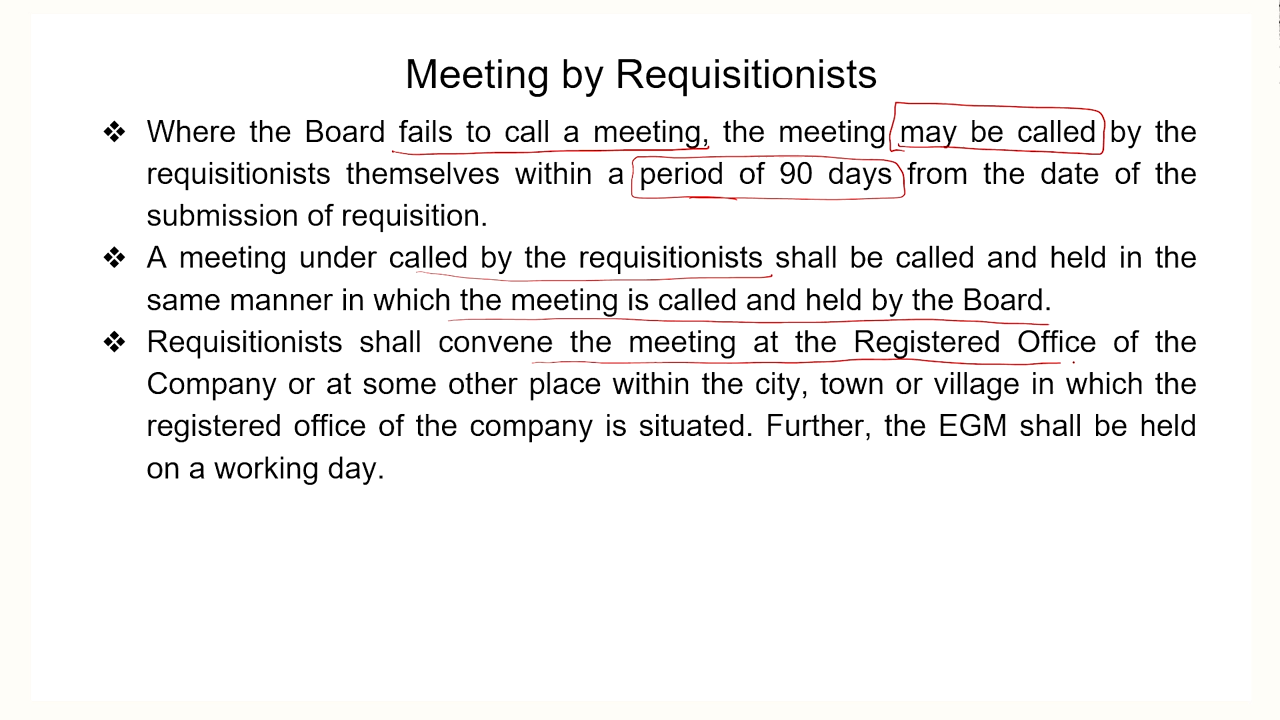 Meeting by Requisitionists
❖ Where the Board fails to call a meeting, the meeting may be called by the
requisitionists themselves within a period of 90 days from the date of the
submission of requisition.
❖ A meeting under called by the requisitionists shall be called and held in the
same manner in which the meeting is called and held by the Board.
❖ Requisitionists shall convene the meeting at the Registered Office of the
Company or at some other place within the city, town or village in which the
registered office of the company is situated. Further, the EGM shall be held
on a working day.